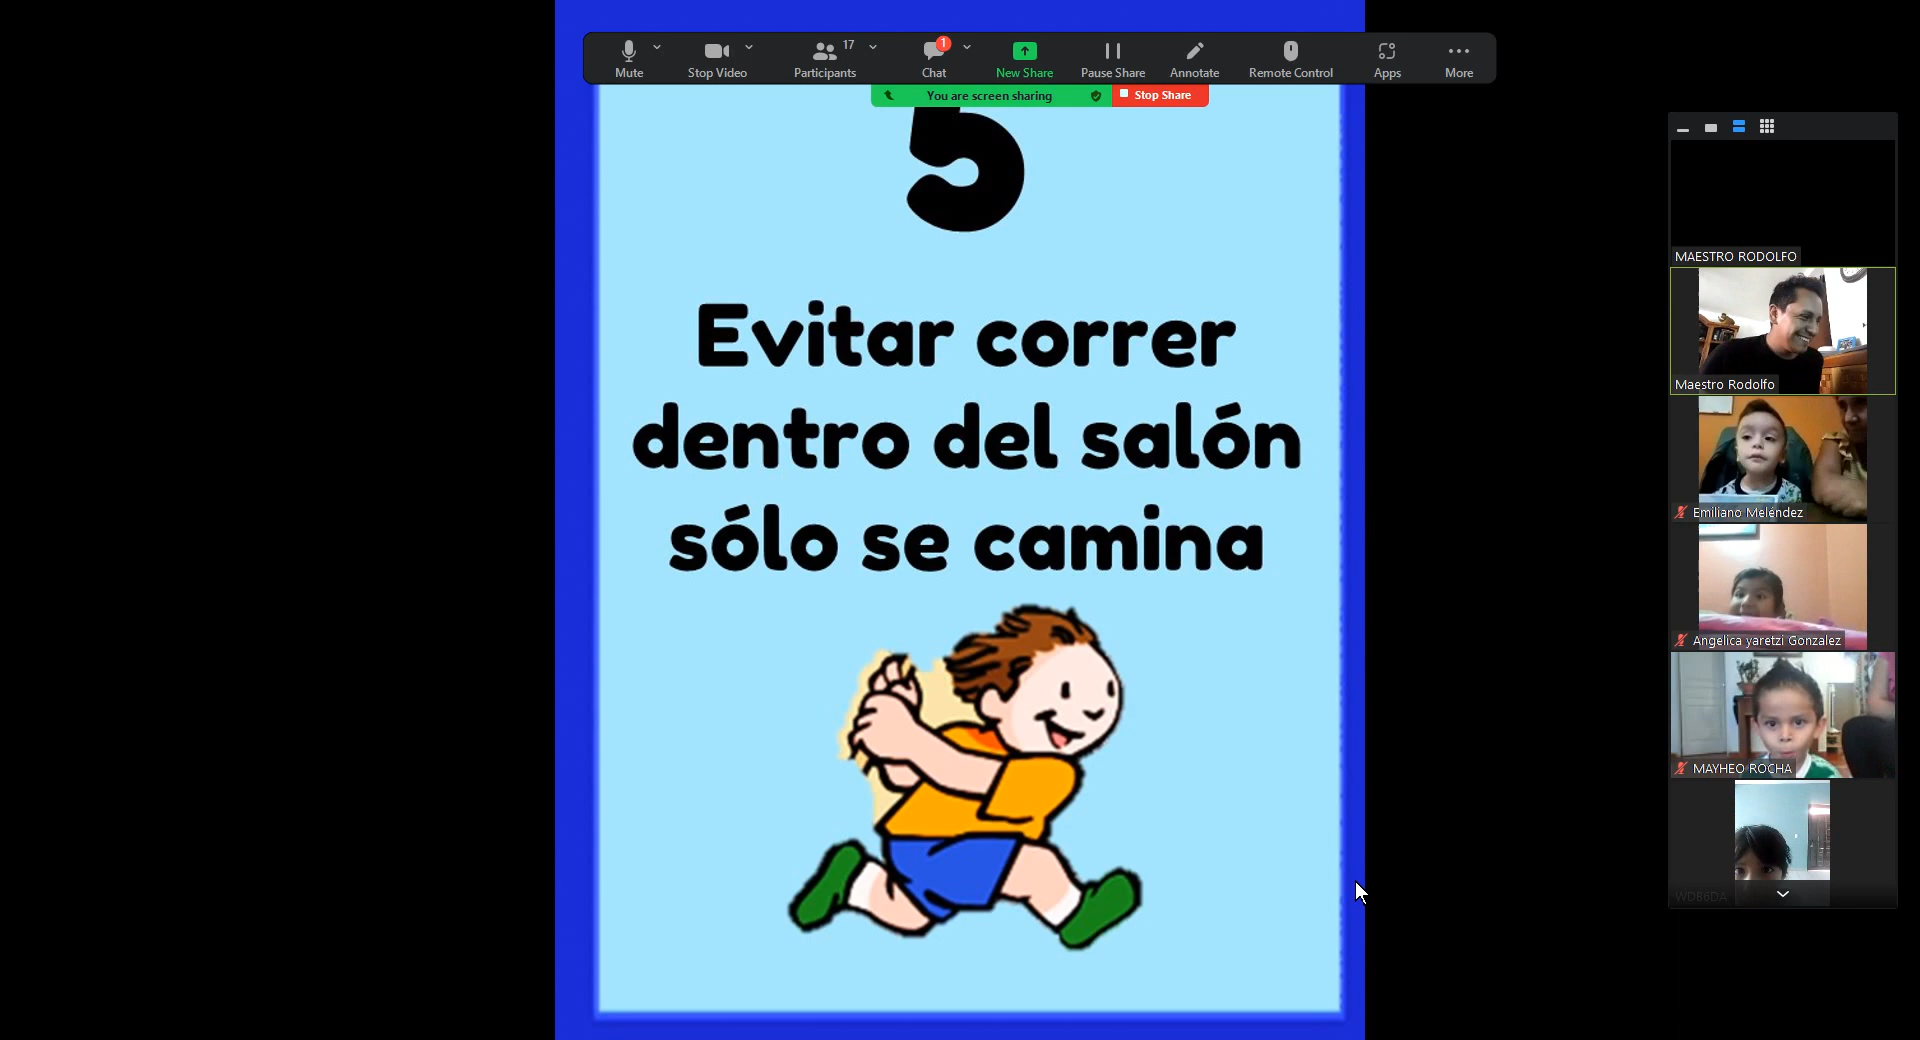 Mute
Stop Video
Participants
17
Chat
1
New Share
Pause Share
Annotate
Remote Control
Apps
More
You are screen sharing
Stop Share
5
Evitar correr
dentro del salón
sólo se camina
MAESTRO RODOLFO
Maestro Rodolfo
Emiliano Meléndez
Angelica yaretzi Gonzalez
MAYHEO ROCHA